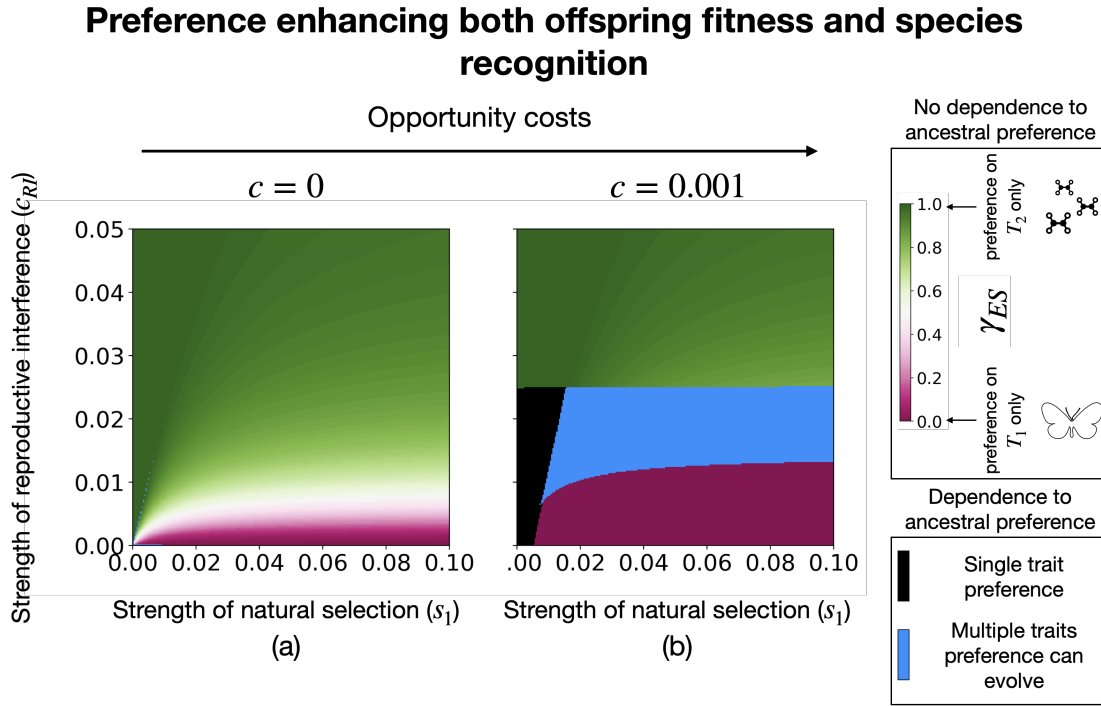 Preference enhancing both offspring fitness and species
recognition
Opportunity costs
c = 0
c = 0.001
Strength of reproductive interference (c_RI)
0.05
0.04
0.03
0.02
0.01
0.00
0.00 0.02 0.04 0.06 0.08 0.10
.00 0.02 0.04 0.06 0.08 0.10
Strength of natural selection (s₁)
Strength of natural selection (s₁)
(a)
(b)
No dependence to
ancestral preference
1.0
0.8
0.6
0.4
0.2
0.0
preference on
T₂ only
γ_ES
preference on
T₁ only
Dependence to
ancestral preference
Single trait
preference
Multiple traits
preference can
evolve